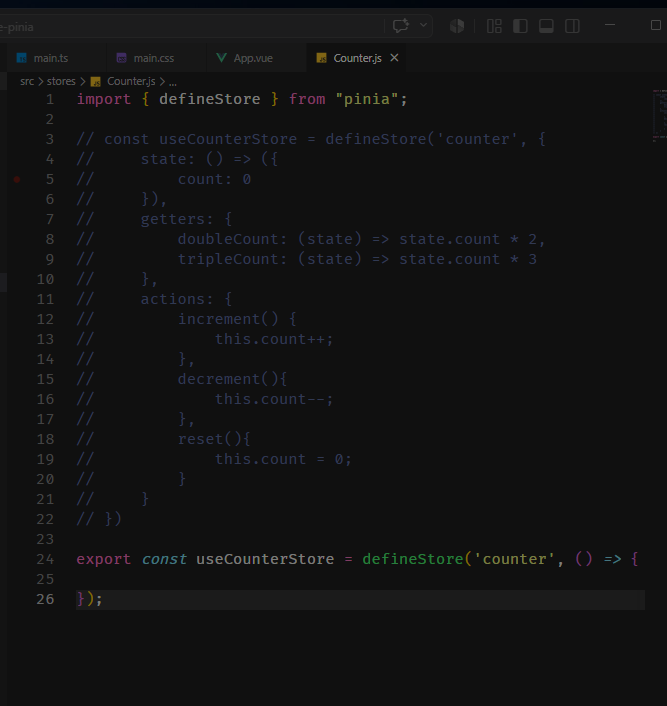 e-pinia
main.ts
main.css
App.vue
Counter.js
src > stores > Counter.js > ...
1 import { defineStore } from "pinia";
2
3 // const useCounterStore = defineStore('counter', {
4 //     state: () => ({
5 //         count: 0
6 //     }),
7 //     getters: {
8 //         doubleCount: (state) => state.count * 2,
9 //         tripleCount: (state) => state.count * 3
10 //     },
11 //     actions: {
12 //         increment() {
13 //             this.count++;
14 //         },
15 //         decrement(){
16 //             this.count--;
17 //         },
18 //         reset(){
19 //             this.count = 0;
20 //         }
21 //     }
22 // })
23
24 export const useCounterStore = defineStore('counter', () => {
25
26 });